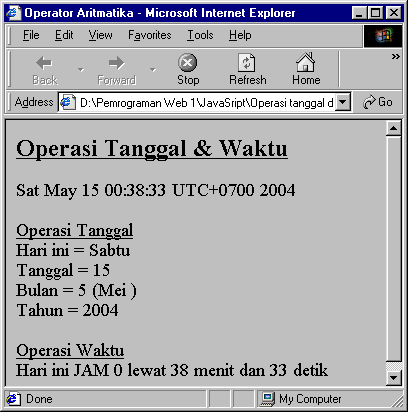 Operator Aritmatika - Microsoft Internet Explorer
File Edit View Favorites Tools Help
Back Forward Stop Refresh Home »
Address D:\Pemrograman Web 1\JavaSript\Operasi tanggal d Go
Operasi Tanggal & Waktu
Sat May 15 00:38:33 UTC+0700 2004
Operasi Tanggal
Hari ini = Sabtu
Tanggal = 15
Bulan = 5 (Mei )
Tahun = 2004
Operasi Waktu
Hari ini JAM 0 lewat 38 menit dan 33 detik
Done My Computer